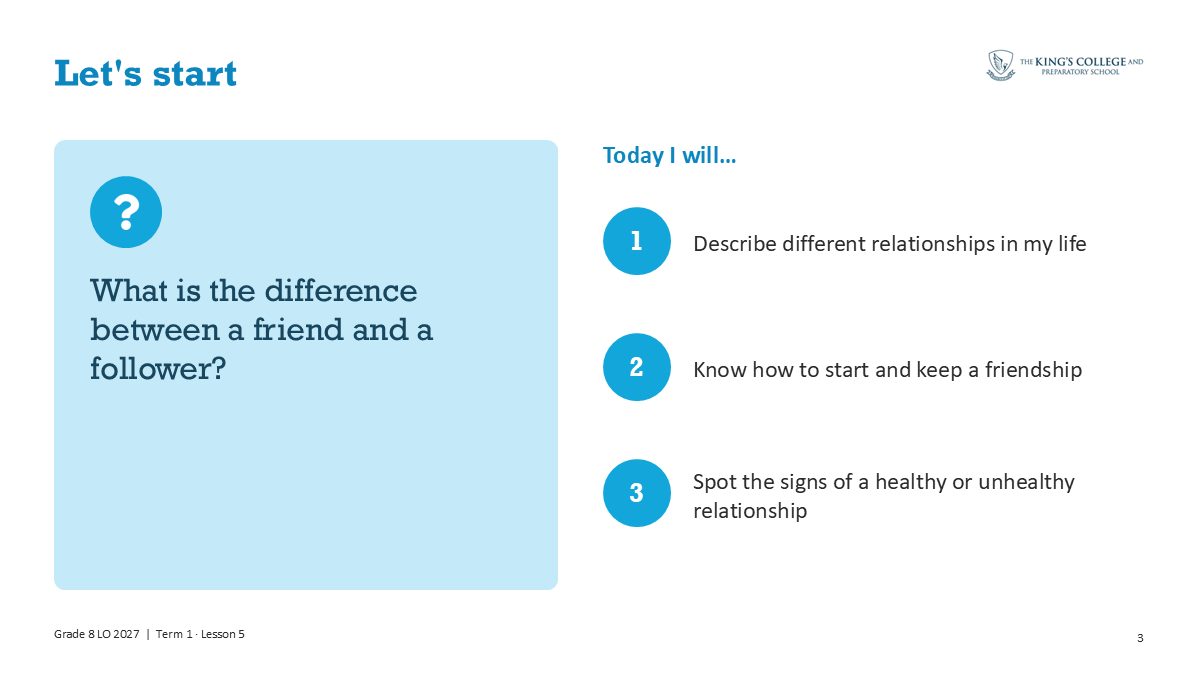 Let's start
THE KING'S COLLEGE AND
PREPARATORY SCHOOL
?
What is the difference
between a friend and a
follower?
Today I will...
1
Describe different relationships in my life
2
Know how to start and keep a friendship
3
Spot the signs of a healthy or unhealthy
relationship
Grade 8 LO 2027 | Term 1 · Lesson 5
3